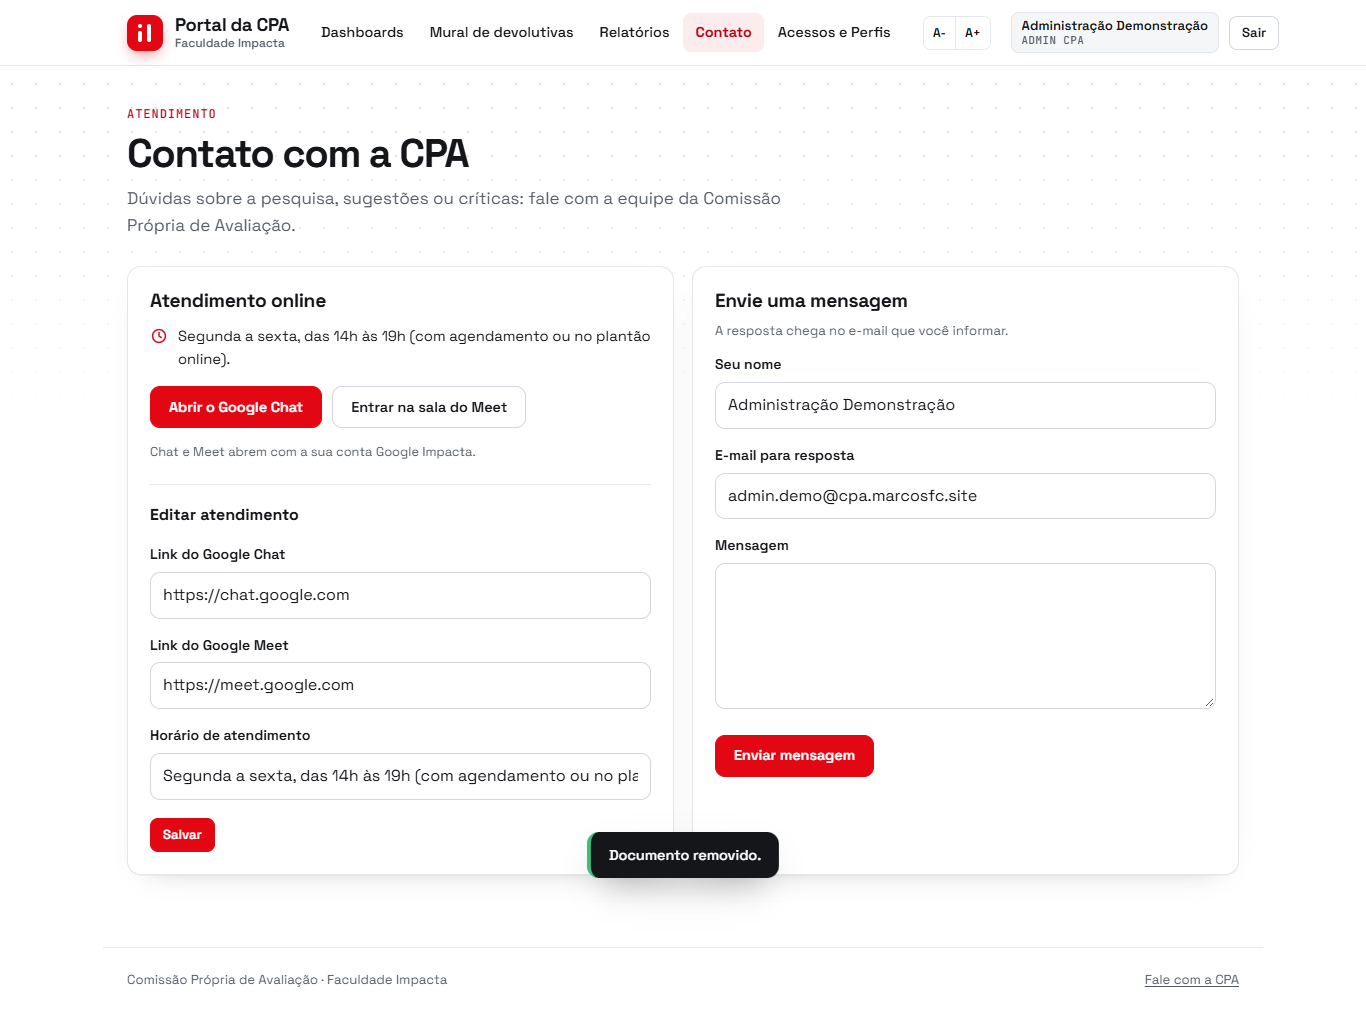 Portal da CPA
Faculdade Impacta
Dashboards
Mural de devolutivas
Relatórios
Contato
Acessos e Perfis
A-
A+
Administração Demonstração
ADMIN CPA
Sair
ATENDIMENTO
Contato com a CPA
Dúvidas sobre a pesquisa, sugestões ou críticas: fale com a equipe da Comissão
Própria de Avaliação.
Atendimento online
Segunda a sexta, das 14h às 19h (com agendamento ou no plantão
online).
Abrir o Google Chat
Entrar na sala do Meet
Chat e Meet abrem com a sua conta Google Impacta.
Editar atendimento
Link do Google Chat
https://chat.google.com
Link do Google Meet
https://meet.google.com
Horário de atendimento
Segunda a sexta, das 14h às 19h (com agendamento ou no pla
Salvar
Envie uma mensagem
A resposta chega no e-mail que você informar.
Seu nome
Administração Demonstração
E-mail para resposta
admin.demo@cpa.marcosfc.site
Mensagem
Enviar mensagem
Documento removido.
Comissão Própria de Avaliação · Faculdade Impacta
Fale com a CPA